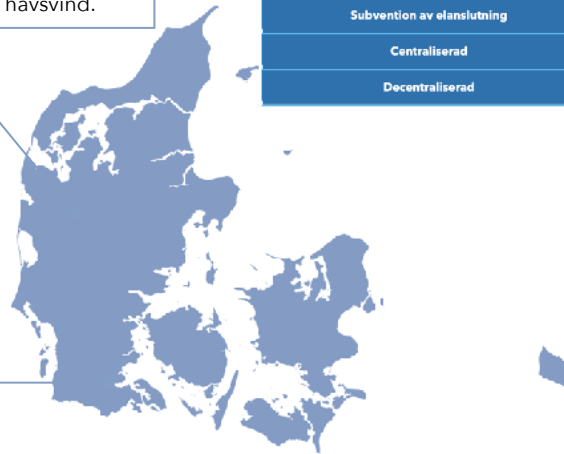 havsvind.
Subvention av elanslutning
Centraliserad
Decentraliserad